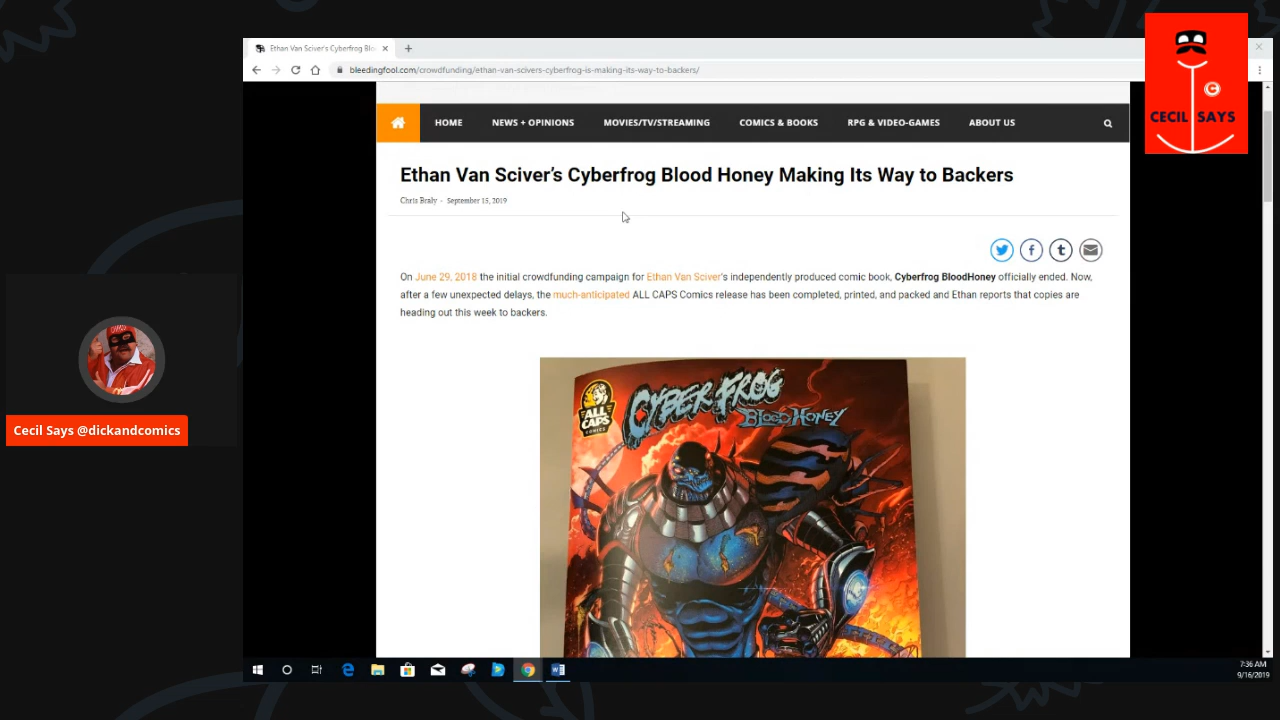 Ethan Van Sciver's Cyberfrog Blo
bleedingfool.com/crowdfunding/ethan-van-scivers-cyberfrog-is-making-its-way-to-backers/
C
CECIL SAYS
HOME NEWS + OPINIONS MOVIES/TV/STREAMING COMICS & BOOKS RPG & VIDEO-GAMES ABOUT US
Ethan Van Sciver's Cyberfrog Blood Honey Making Its Way to Backers
Chris Braly - September 15, 2019
On June 29, 2018 the initial crowdfunding campaign for Ethan Van Sciver's independently produced comic book, Cyberfrog BloodHoney officially ended. Now,
after a few unexpected delays, the much-anticipated ALL CAPS Comics release has been completed, printed, and packed and Ethan reports that copies are
heading out this week to backers.
ALL
CAPS
COMICS
CYBER FROG
BLOOD HONEY
Cecil Says @dickandcomics
7:36 AM
9/16/2019